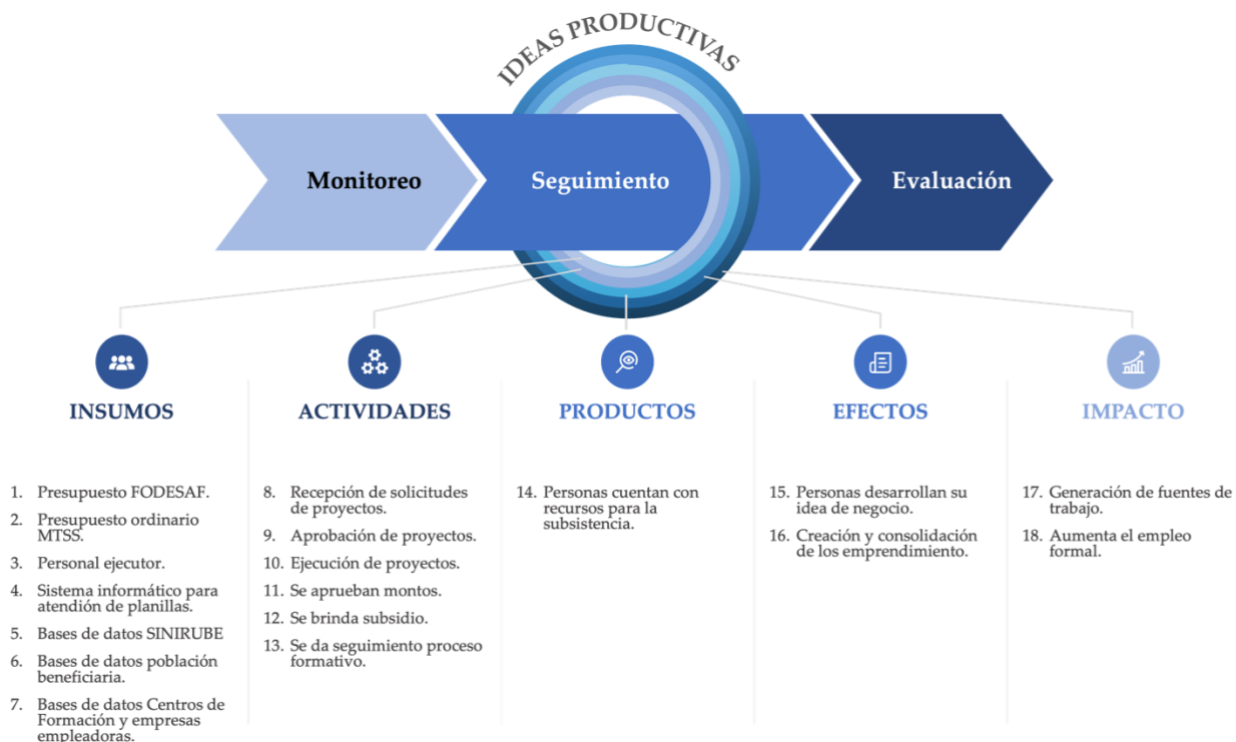 IDEAS PRODUCTIVAS
Monitoreo
Seguimiento
Evaluación
INSUMOS
1. Presupuesto FODESAF.
2. Presupuesto ordinario
MTSS.
3. Personal ejecutor.
4. Sistema informático para
atención de planillas.
5. Bases de datos SINIRUBE
6. Bases de datos población
beneficiaria.
7. Bases de datos Centros de
Formación y empresas
empleadoras.
ACTIVIDADES
8. Recepción de solicitudes
de proyectos.
9. Aprobación de proyectos.
10. Ejecución de proyectos.
11. Se aprueban montos.
12. Se brinda subsidio.
13. Se da seguimiento proceso
formativo.
PRODUCTOS
14. Personas cuentan con
recursos para la
subsistencia.
EFECTOS
15. Personas desarrollan su
idea de negocio.
16. Creación y consolidación
de los emprendimiento.
IMPACTO
17. Generación de fuentes de
trabajo.
18. Aumenta el empleo
formal.